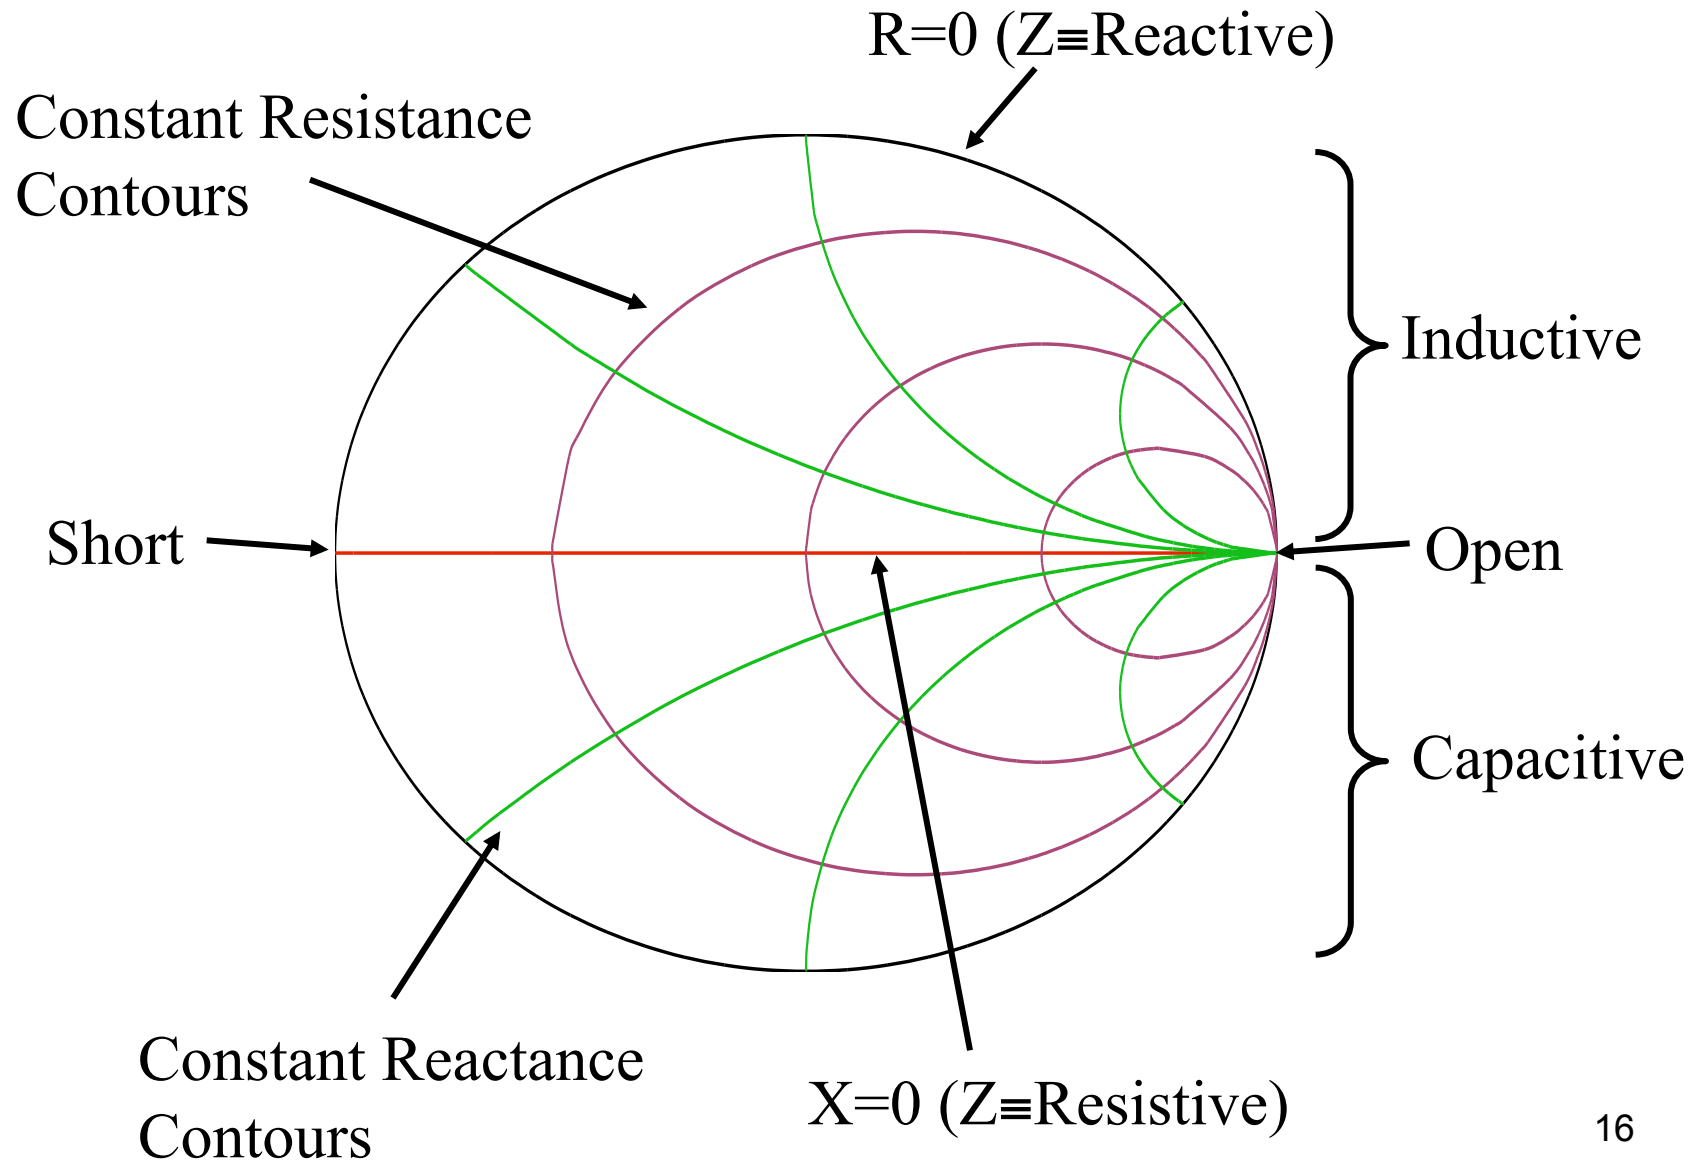 R=0 (Z≡Reactive)
Constant Resistance
Contours
Inductive
Short
Open
Capacitive
Constant Reactance
Contours
X=0 (Z≡Resistive)
16